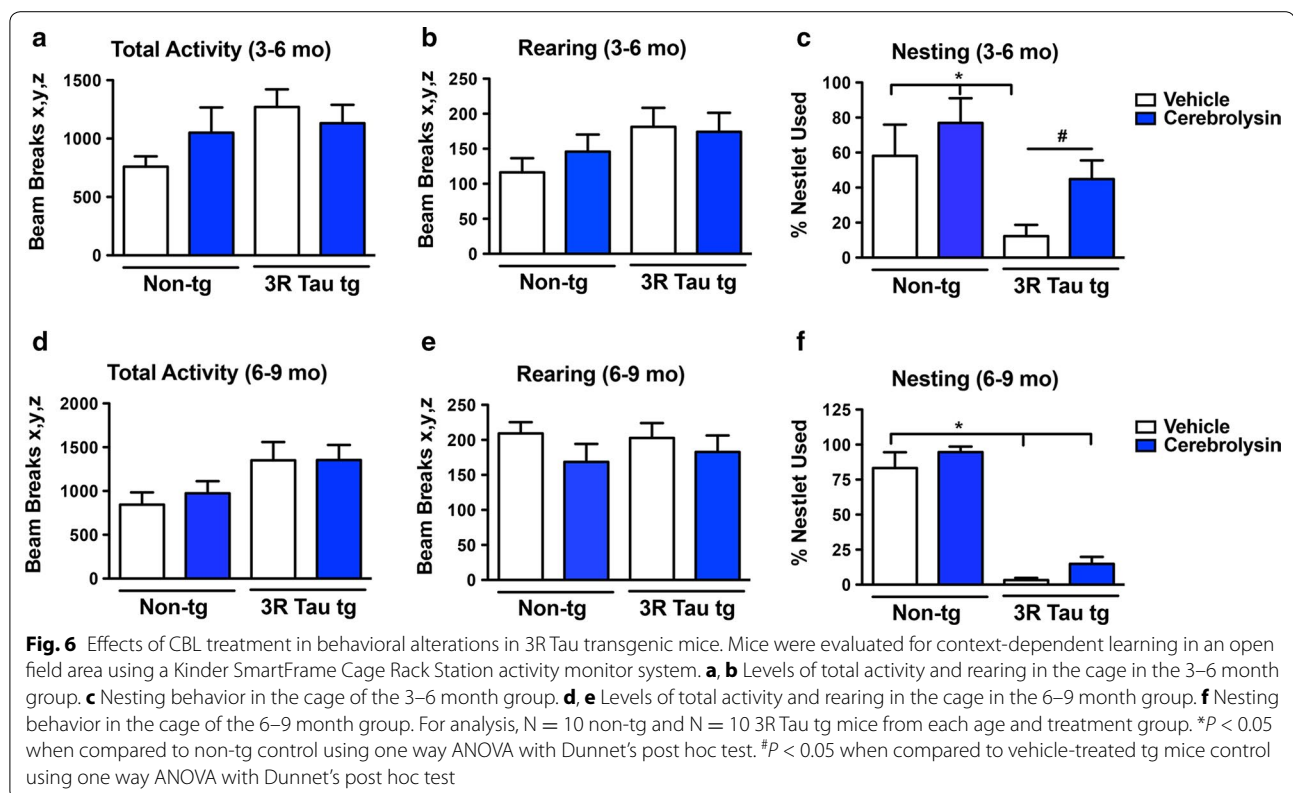 a
Total Activity (3-6 mo)
Beam Breaks x,y,z
1500
1000
500
0
Non-tg
3R Tau tg
b
Rearing (3-6 mo)
Beam Breaks x,y,z
250
200
150
100
50
0
Non-tg
3R Tau tg
c
Nesting (3-6 mo)
% Nestlet Used
100
80
60
40
20
0
*
#
Non-tg
3R Tau tg
Vehicle
Cerebrolysin
d
Total Activity (6-9 mo)
Beam Breaks x,y,z
2000
1500
1000
500
0
Non-tg
3R Tau tg
e
Rearing (6-9 mo)
Beam Breaks x,y,z
250
200
150
100
50
0
Non-tg
3R Tau tg
f
Nesting (6-9 mo)
% Nestlet Used
125
100
75
50
25
0
*
Non-tg
3R Tau tg
Vehicle
Cerebrolysin
Fig. 6 Effects of CBL treatment in behavioral alterations in 3R Tau transgenic mice. Mice were evaluated for context-dependent learning in an open
field area using a Kinder SmartFrame Cage Rack Station activity monitor system. a, b Levels of total activity and rearing in the cage in the 3–6 month
group. c Nesting behavior in the cage of the 3–6 month group. d, e Levels of total activity and rearing in the cage in the 6–9 month group. f Nesting
behavior in the cage of the 6–9 month group. For analysis, N = 10 non-tg and N = 10 3R Tau tg mice from each age and treatment group. *P < 0.05
when compared to non-tg control using one way ANOVA with Dunnet's post hoc test. #P < 0.05 when compared to vehicle-treated tg mice control
using one way ANOVA with Dunnet's post hoc test